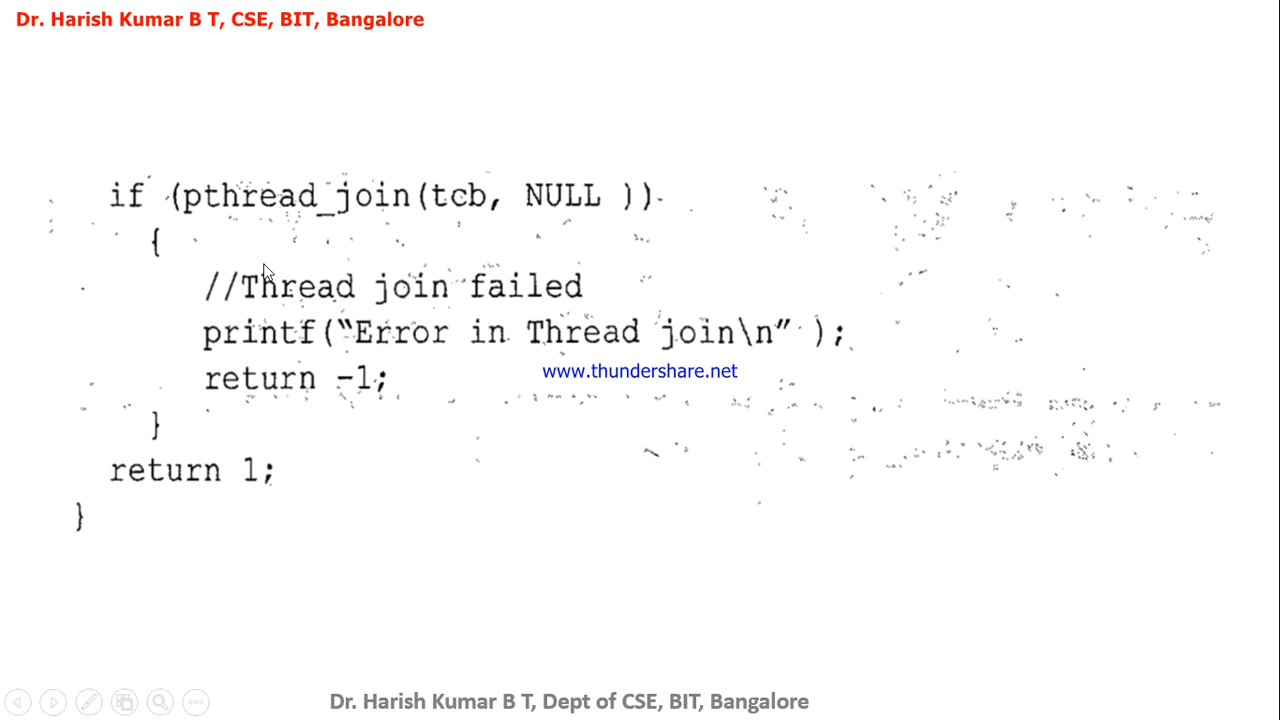 Dr. Harish Kumar B T, CSE, BIT, Bangalore
if (pthread_join(tcb, NULL ))
{
//Thread join failed
printf(“Error in Thread join\n” );
www.thundershare.net
return -1;
}
return 1;
}
Dr. Harish Kumar B T, Dept of CSE, BIT, Bangalore